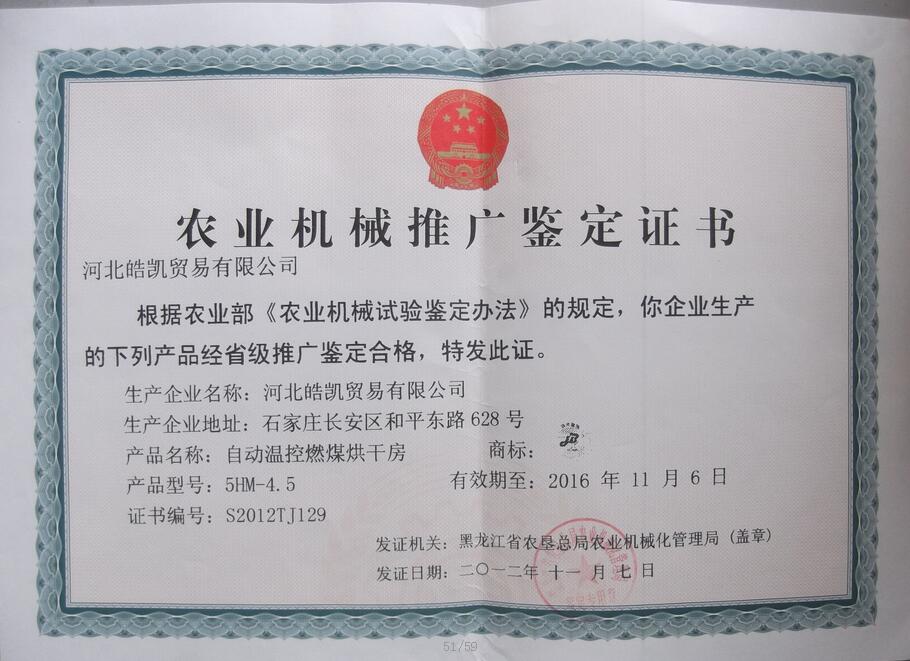 农业机械推广鉴定证书
河北皓凯贸易有限公司
根据农业部《农业机械试验鉴定办法》的规定，你企业生产
的下列产品经省级推广鉴定合格，特发此证。
生产企业名称：河北皓凯贸易有限公司
生产企业地址：石家庄长安区和平东路628号
产品名称：自动温控燃煤烘干房 商标：
产品型号：5HM-4.5 有效期至：2016 年 11 月 6 日
证书编号：S2012TJ129
发证机关：黑龙江省农垦总局农业机械化管理局（盖章）
发证日期：二〇一二年 十一 月 七 日
51/59